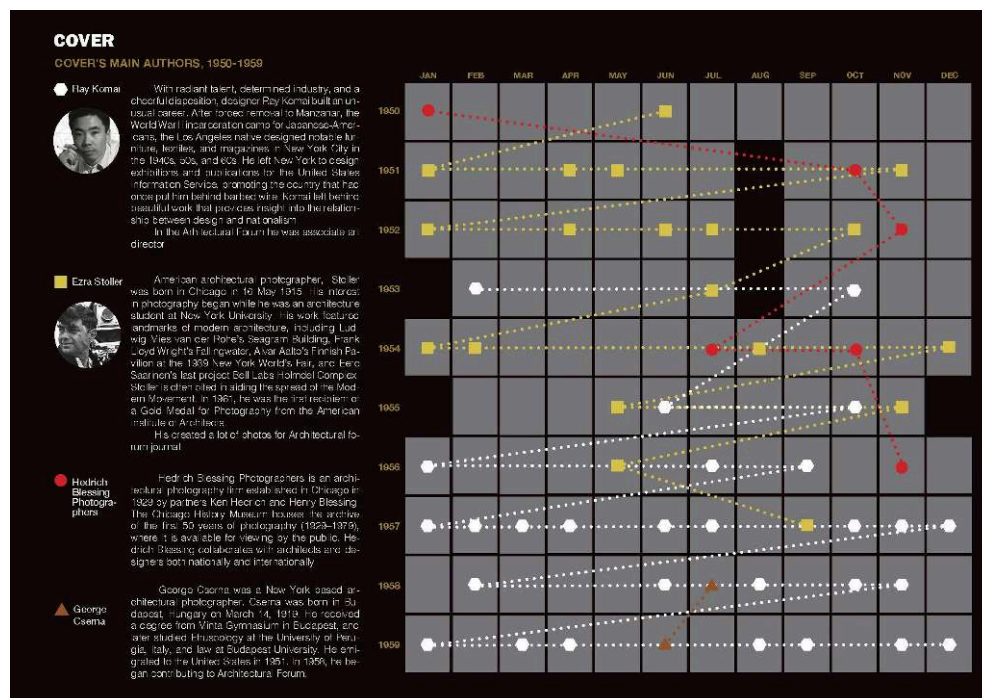 COVER
COVER'S MAIN AUTHORS, 1950-1959
Ray Komai
With radiant talent, determined industry, and a
cheerful disposition, designer Ray Komai built an un-
usual career. After forced removal to Manzanar, the
World War II incarceration camp for Japanese-Amer-
icans, the Los Angeles native designed notable fur-
niture, textiles, and magazines in New York City in
the 1940s, 50s, and 60s. He left New York to design
exhibitions and publications for the United States
Information Service, promoting the country that had
once put him behind barbed wire. Komai left behind
beautiful work that provides insight into the relation-
ship between design and nationalism
In the Arhitectural Forum he was associate art
director
Ezra Stoller
American architectural photographer, Stoller
was born in Chicago in 16 May 1915. His interest
in photography began while he was an architecture
student at New York University. His work featured
landmarks of modern architecture, including Lud-
wig Mies van der Rohe's Seagram Building, Frank
Lloyd Wright's Fallingwater, Alvar Aalto's Finnish Pa-
vilion at the 1939 New York World's Fair, and Eero
Saarinen's last project Bell Labs Holmdel Complex.
Stoller is often cited in aiding the spread of the Mod-
ern Movement. In 1961, he was the first recipient of
a Gold Medal for Photography from the American
Institute of Architects.
His created a lot of photos for Architectural fo-
rum journal
Hedrich
Blessing
Photogra-
phers
Hedrich Blessing Photographers is an archi-
tectural photography firm established in Chicago in
1929 by partners Ken Hedrich and Henry Blessing.
The Chicago History Museum houses the archive
of the first 50 years of photography (1929–1979),
where it is available for viewing by the public. He-
drich Blessing collaborates with architects and de-
signers both nationally and internationally
George
Cserna
George Cserna was a New York based ar-
chitectural photographer. Cserna was born in Bu-
dapest, Hungary on March 14, 1919. He received
a degree from Minta Gymnasium in Budapest, and
later studied Etruscology at the University of Peru-
gia, Italy, and law at Budapest University. He emi-
grated to the United States in 1951. In 1958, he be-
gan contributing to Architectural Forum.
JAN FEB MAR APR MAY JUN JUL AUG SEP OCT NOV DEC
1950
1951
1952
1953
1954
1955
1956
1957
1958
1959